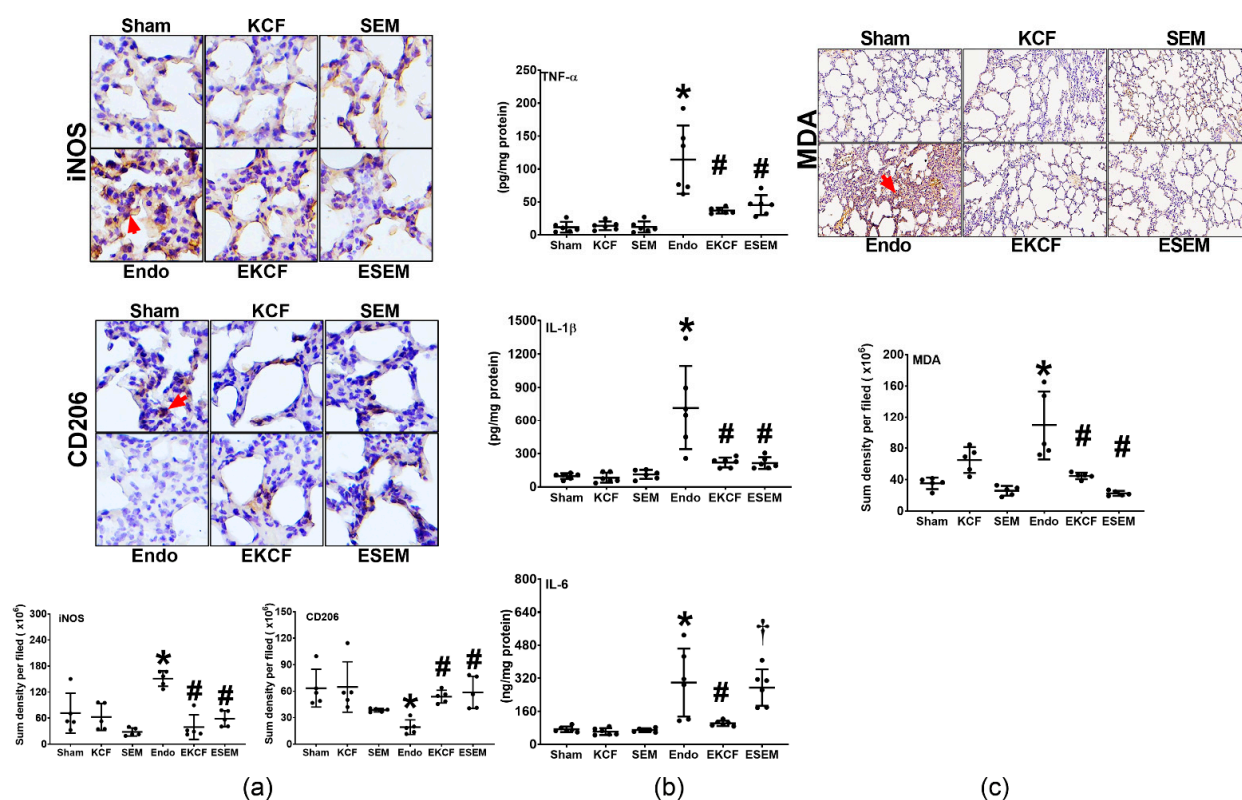 Sham KCF SEM
iNOS
Endo EKCF ESEM
Sham KCF SEM
CD206
Endo EKCF ESEM
iNOS
Sum density per filed ( x10⁶)
300
240
180
120
60
0
*
#
#
Sham KCF SEM Endo EKCF ESEM
CD206
Sum density per filed ( x10⁶)
150
120
90
60
30
0
*
#
#
Sham KCF SEM Endo EKCF ESEM
(a)
TNF-α
(pg/mg protein)
250
200
150
100
50
0
*
#
#
Sham KCF SEM Endo EKCF ESEM
IL-1β
(pg/mg protein)
1500
1200
900
600
300
0
*
#
#
Sham KCF SEM Endo EKCF ESEM
IL-6
(ng/mg protein)
800
640
480
320
160
0
*
#
†
Sham KCF SEM Endo EKCF ESEM
(b)
Sham KCF SEM
MDA
Endo EKCF ESEM
MDA
Sum density per filed ( x10⁶)
200
160
120
80
40
0
*
#
#
Sham KCF SEM Endo EKCF ESEM
(c)